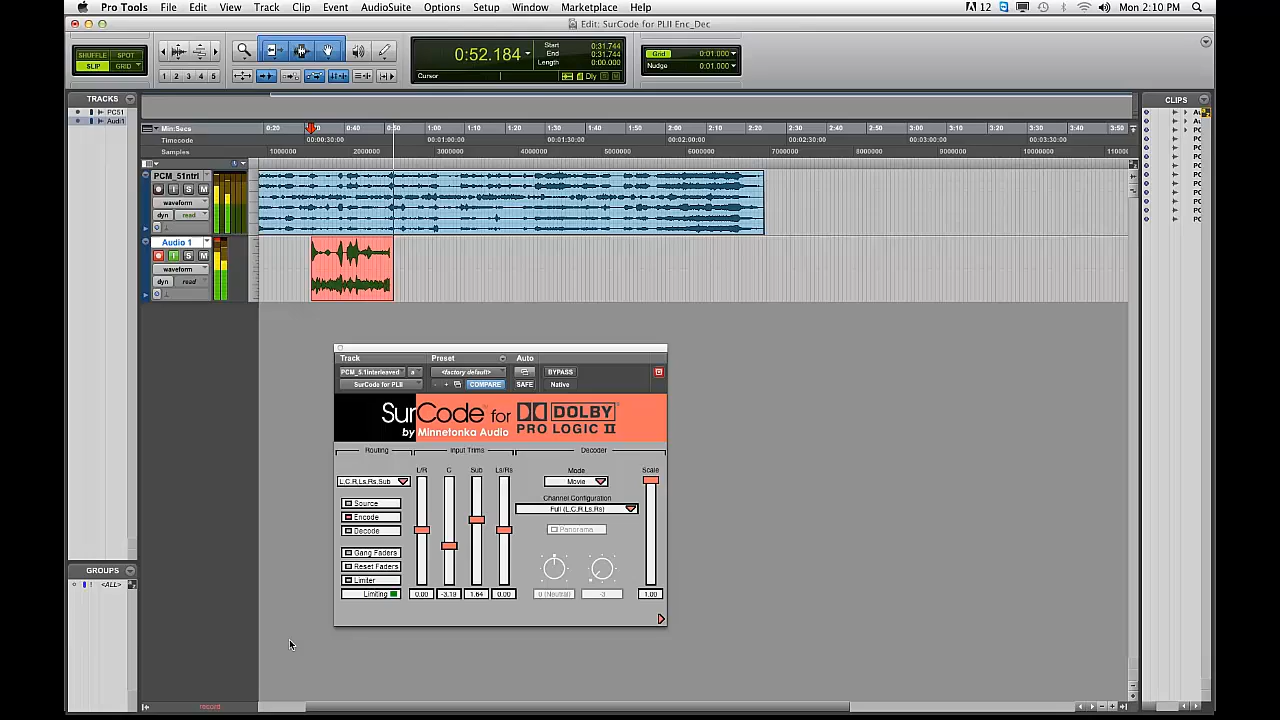 Pro Tools File Edit View Track Clip Event AudioSuite Options Setup Window Marketplace Help 12 Mon 2:10 PM
Edit: SurCode for PLII Enc_Dec
SHUFFLE SPOT
SLIP GRID
0:52.184
Start 0:31.744
End 0:31.744
Length 0:00.000
Cursor Dly
Grid 0:01.000
Nudge 0:01.000
1 2 3 4 5
TRACKS
PC51
Audi1
CLIPS
Min:Secs 0:20 0:40 0:50 1:00 1:10 1:20 1:30 1:40 1:50 2:00 2:10 2:20 2:30 2:40 2:50 3:00 3:10 3:20 3:30 3:40 3:50
Timecode 00:00:30:00 00:01:00:00 00:01:30:00 00:02:00:00 00:02:30:00 00:03:00:00 00:03:30:00
Samples 1000000 2000000 3000000 4000000 5000000 6000000 7000000 8000000 9000000 10000000
PCM_51ntrl
I S M
waveform
dyn read
Audio 1
I S M
waveform
dyn read
Track Preset Auto
PCM_5.1interleaved a <factory default> BYPASS
SurCode for PLII - + COMPARE SAFE Native
SurCode for DOLBY
by Minnetonka Audio PRO LOGIC II
Routing Input Trims Decoder
L/R C Sub Ls/Rs Mode Scale
L,C,R,Ls,Rs,Sub Movie
Channel Configuration
Source Full (L,C,R,Ls,Rs)
Encode
Decode Panorama
Gang Faders
Reset Faders
Limiter
Limiting 0.00 -3.19 1.64 0.00 0 (Neutral) -3 1.00
GROUPS
! <ALL>
record